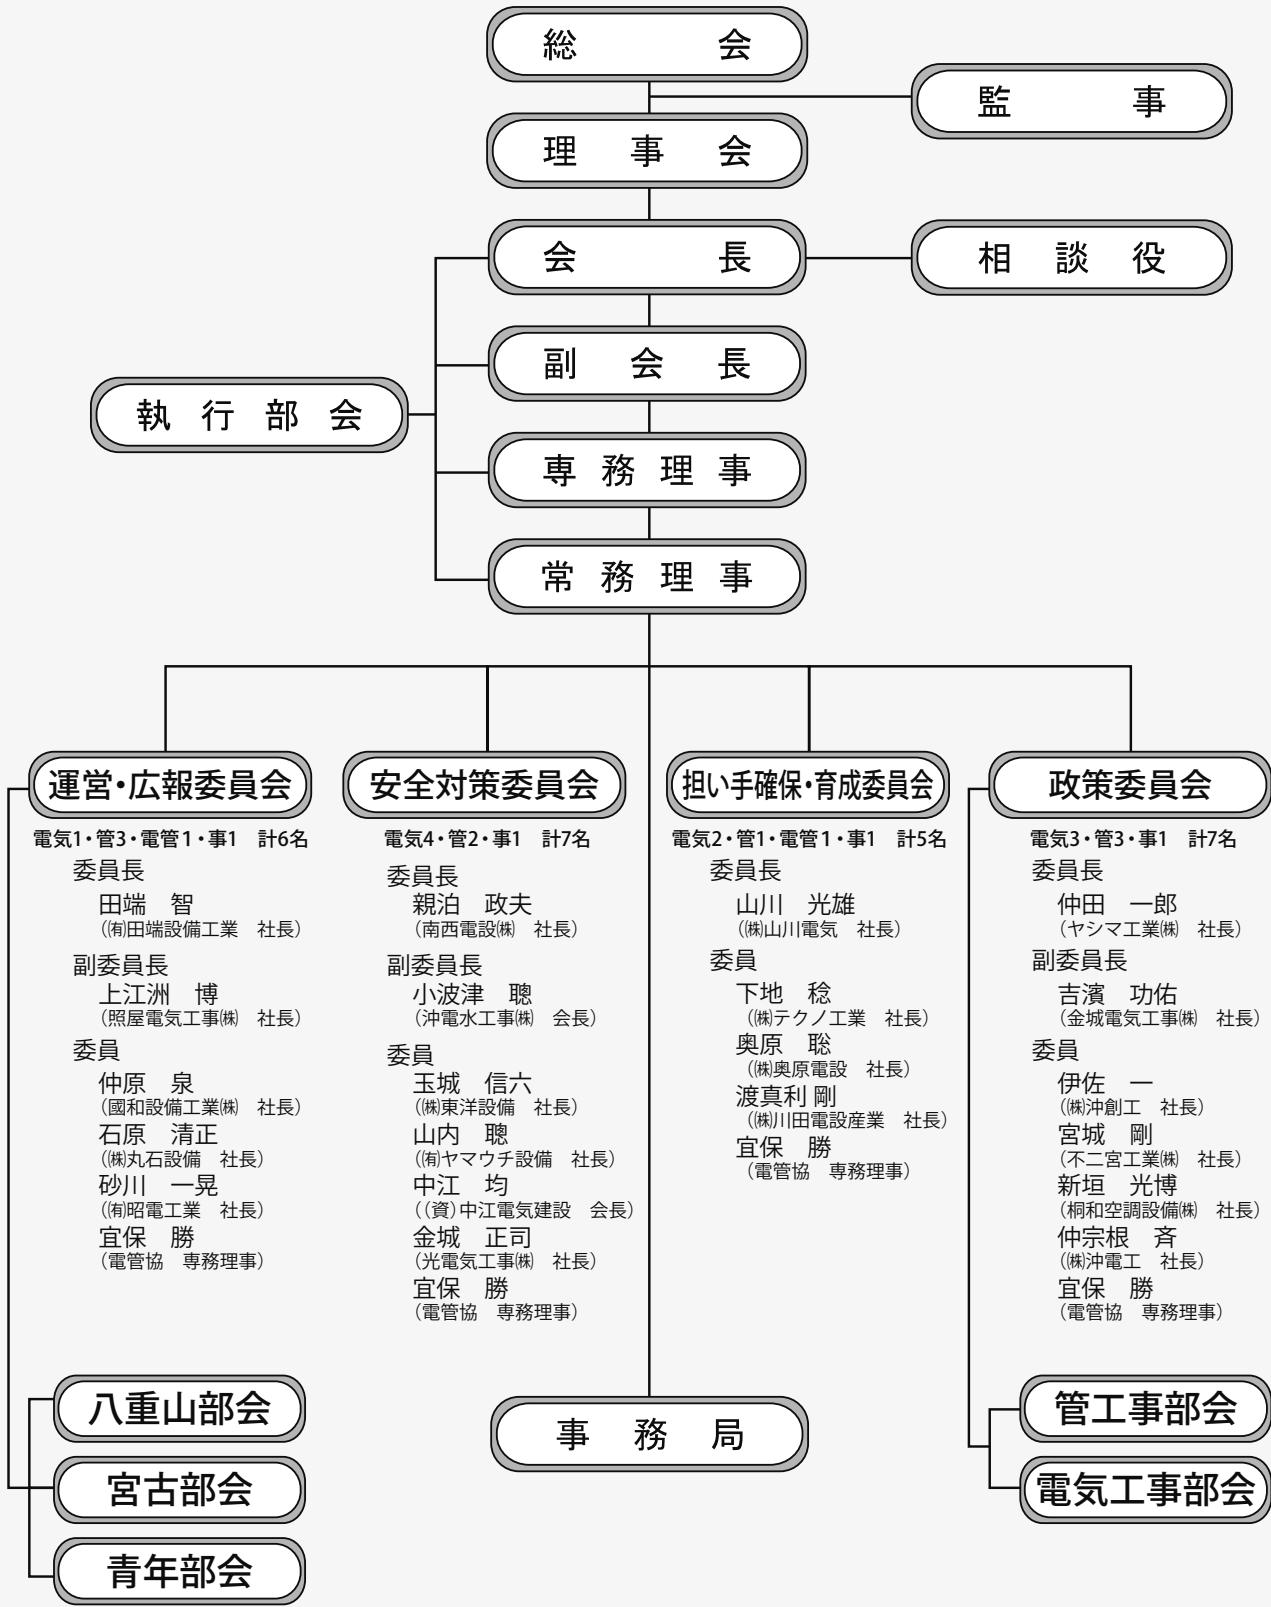 総会
監事
理事会
会長
相談役
副会長
執行部会
専務理事
常務理事
運営・広報委員会
電気1・管3・電管1・事1　計6名
委員長
田端　智
（㈲田端設備工業　社長）
副委員長
上江洲　博
（照屋電気工事㈱　社長）
委員
仲原　泉
（國和設備工業㈱　社長）
石原　清正
（㈱丸石設備　社長）
砂川　一晃
（㈲昭電工業　社長）
宜保　勝
（電管協　専務理事）
安全対策委員会
電気4・管2・事1　計7名
委員長
親泊　政夫
（南西電設㈱　社長）
副委員長
小波津　聰
（沖電水工事㈱　会長）
委員
玉城　信六
（㈱東洋設備　社長）
山内　聰
（㈲ヤマウチ設備　社長）
中江　均
（（資）中江電気建設　会長）
金城　正司
（光電気工事㈱　社長）
宜保　勝
（電管協　専務理事）
担い手確保・育成委員会
電気2・管1・電管1・事1　計5名
委員長
山川　光雄
（㈱山川電気　社長）
委員
下地　稔
（㈱テクノ工業　社長）
奥原　聡
（㈱奥原電設　社長）
渡真利 剛
（㈱川田電設産業　社長）
宜保　勝
（電管協　専務理事）
政策委員会
電気3・管3・事1　計7名
委員長
仲田　一郎
（ヤシマ工業㈱　社長）
副委員長
吉濱　功佑
（金城電気工事㈱　社長）
委員
伊佐　一
（㈱沖創工　社長）
宮城　剛
（不二宮工業㈱　社長）
新垣　光博
（桐和空調設備㈱　社長）
仲宗根　斉
（㈱沖電工　社長）
宜保　勝
（電管協　専務理事）
八重山部会
宮古部会
青年部会
事務局
管工事部会
電気工事部会